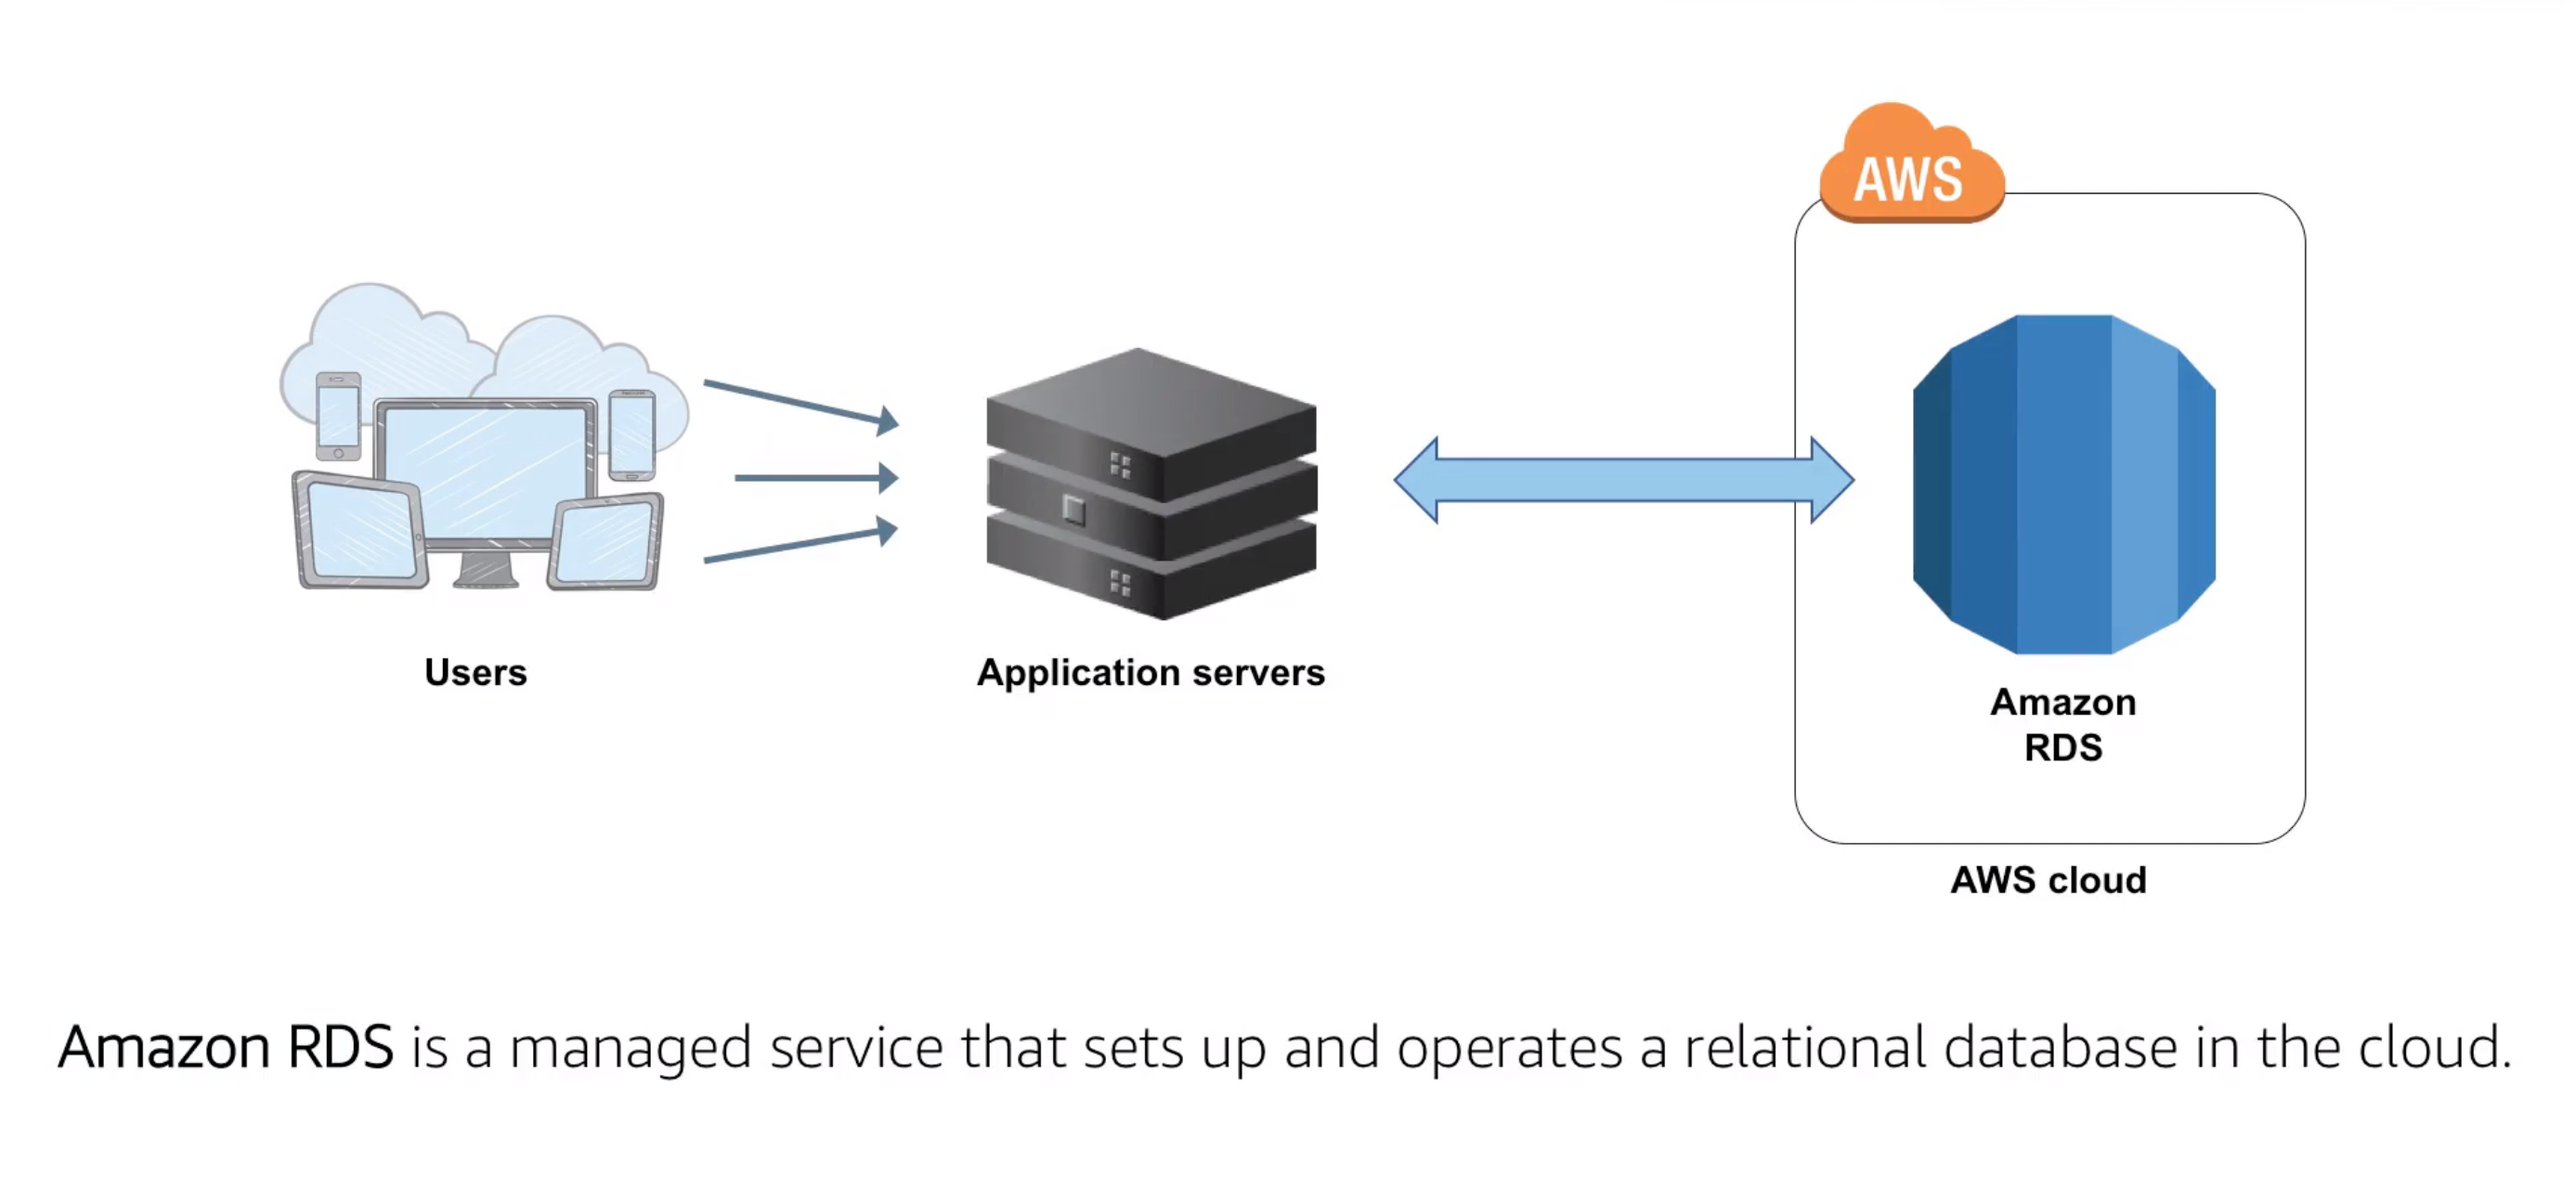 AWS
Users
Application servers
Amazon
RDS
AWS cloud
Amazon RDS is a managed service that sets up and operates a relational database in the cloud.